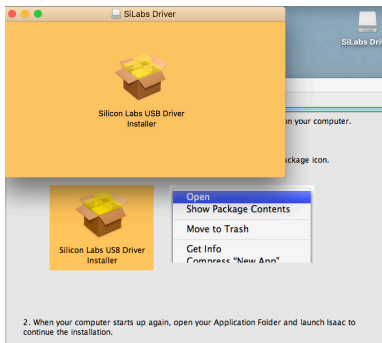 SiLabs Driver
SiLabs Dri
Silicon Labs USB Driver
Installer
on your computer.
ackage icon.
Silicon Labs USB Driver
Installer
Open
Show Package Contents
Move to Trash
Get Info
Compress "New App"
2. When your computer starts up again, open your Application Folder and launch Isaac to
continue the installation.